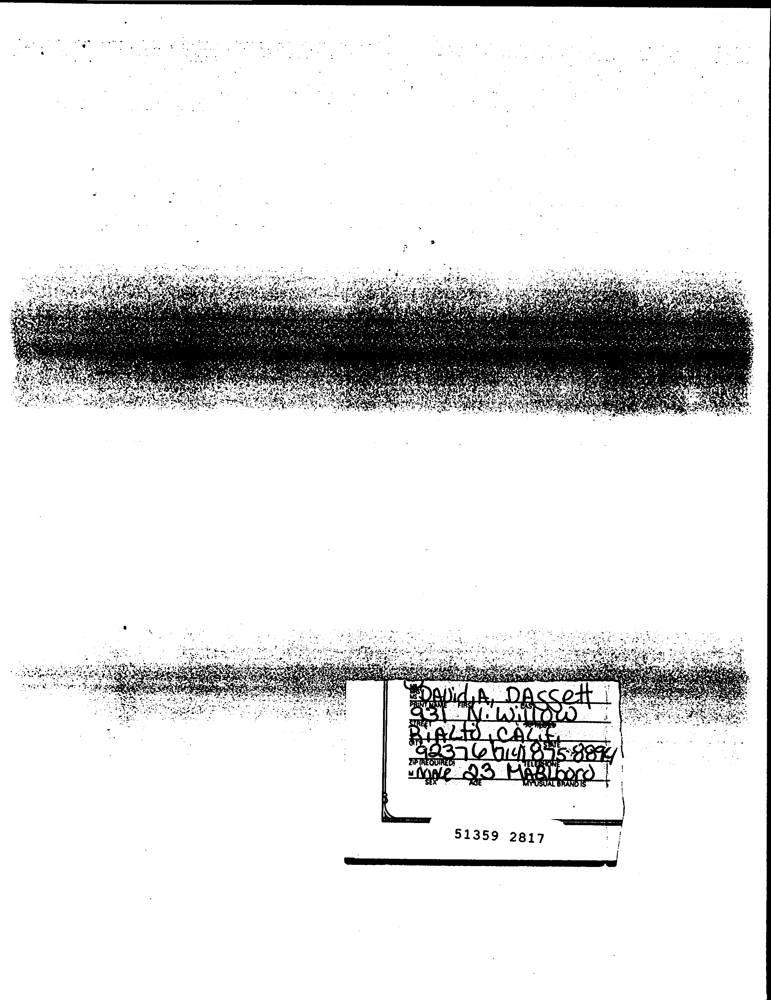 DAvid.A, DAssett
PRINT NAME FIRST LAST
931 N. Willow
STREET
RiALtO, CALif,
CITY STATE
92376 (714) 875-8894
ZIP (REQUIRED) TELEPHONE
M MAle 23 MARlboro
SEX AGE MY USUAL BRAND IS
51359 2817